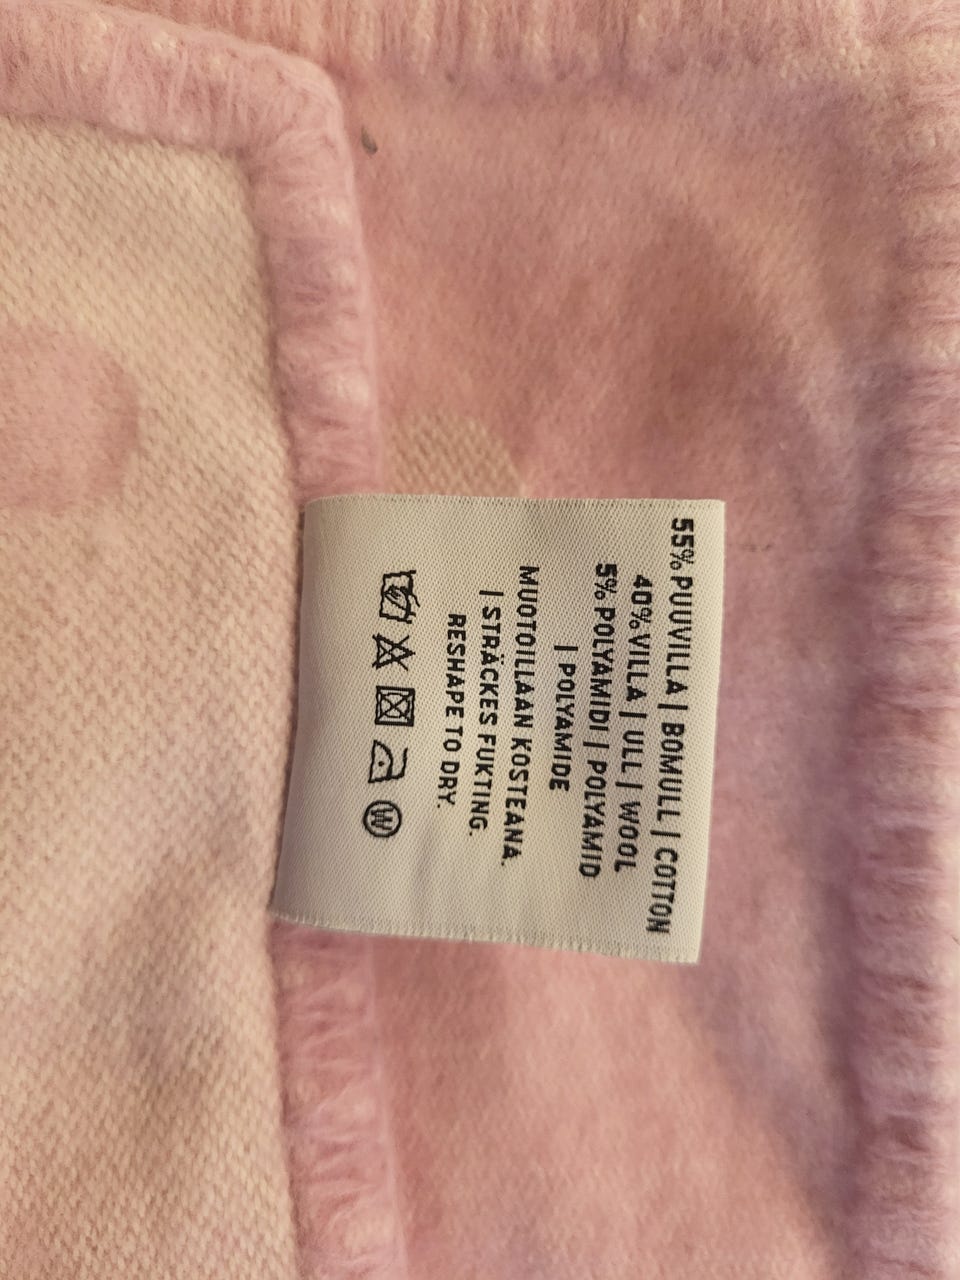 55% PUUVILLA | BOMULL | COTTON
40% VILLA | ULL | WOOL
5% POLYAMIDI | POLYAMID
| POLYAMIDE
MUOTOILLAAN KOSTEANA.
| STRÄCKES FUKTING.
RESHAPE TO DRY.
W